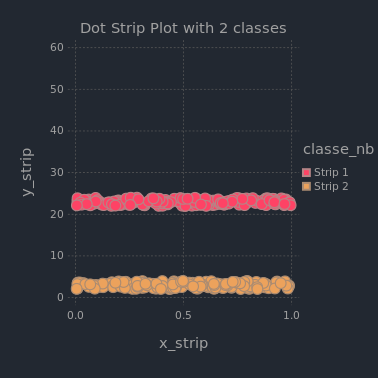 Dot Strip Plot with 2 classes
60
50
40
30
20
10
0
y_strip
0.0
0.5
1.0
x_strip
classe_nb
Strip 1
Strip 2